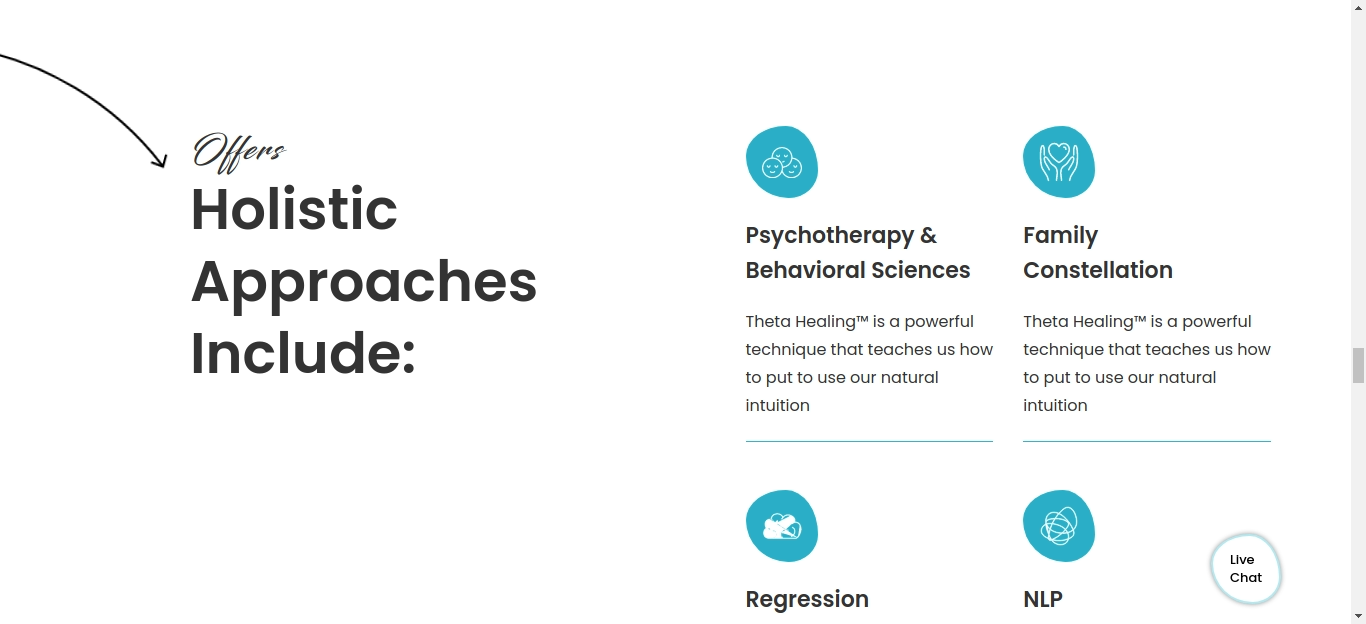 Offers
Holistic
Approaches
Include:
Psychotherapy &
Behavioral Sciences
Theta Healing™ is a powerful
technique that teaches us how
to put to use our natural
intuition
Family
Constellation
Theta Healing™ is a powerful
technique that teaches us how
to put to use our natural
intuition
Regression
NLP
Live
Chat